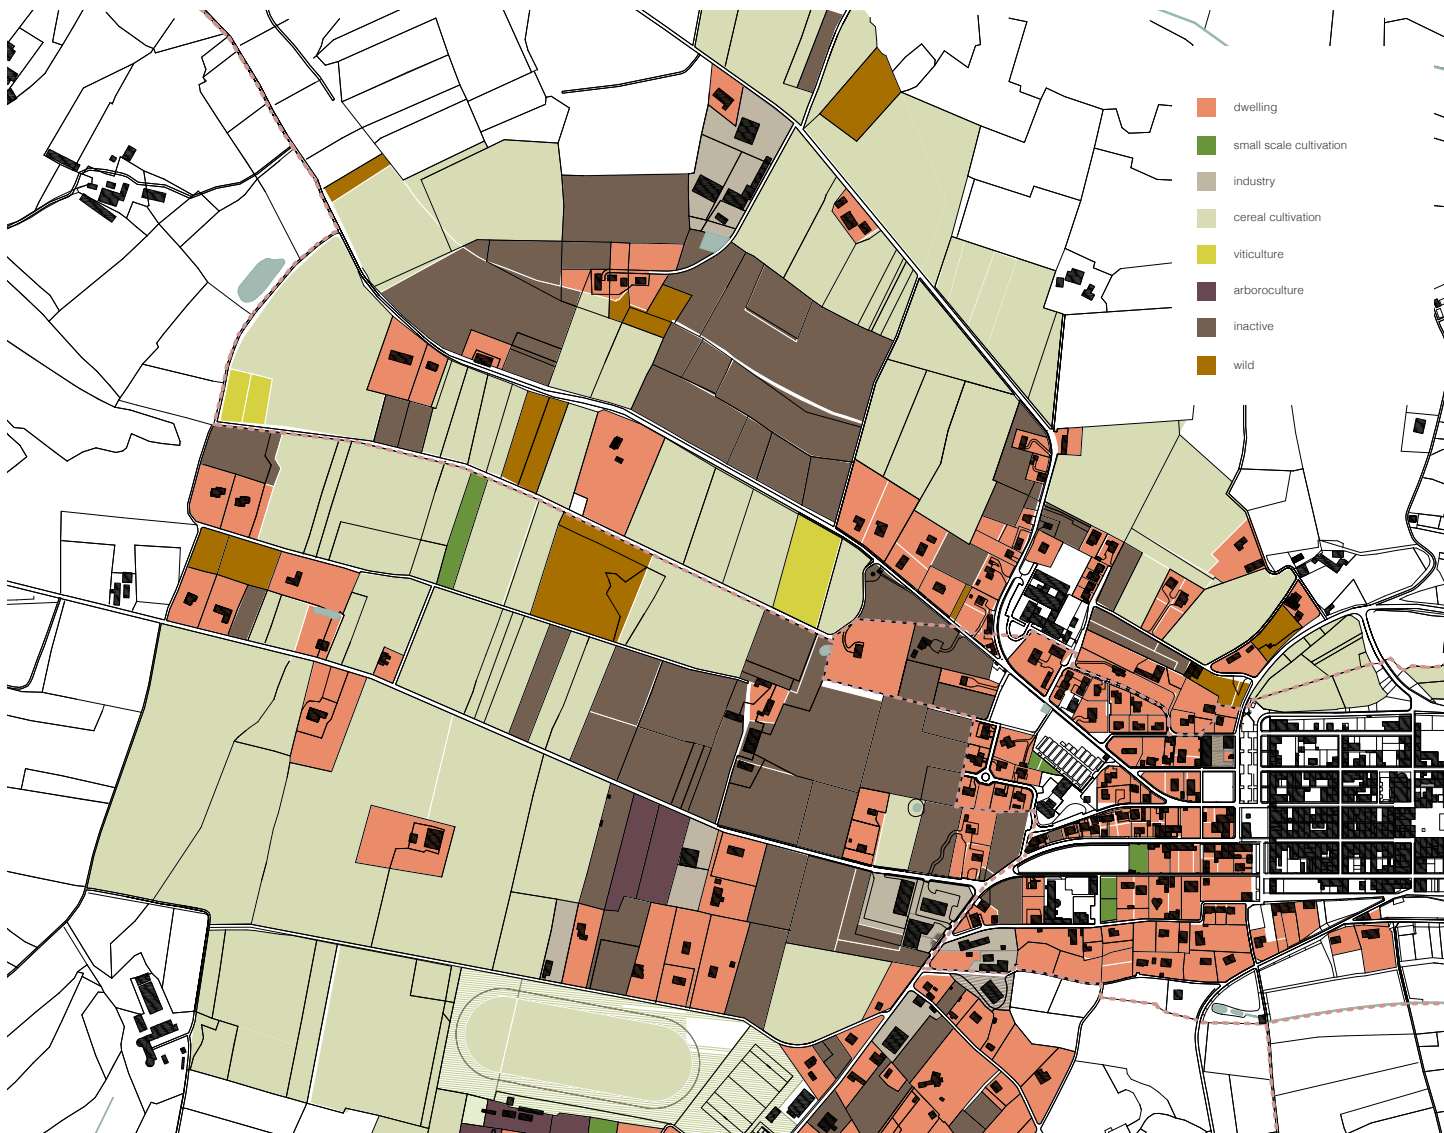 dwelling
small scale cultivation
industry
cereal cultivation
viticulture
arboroculture
inactive
wild